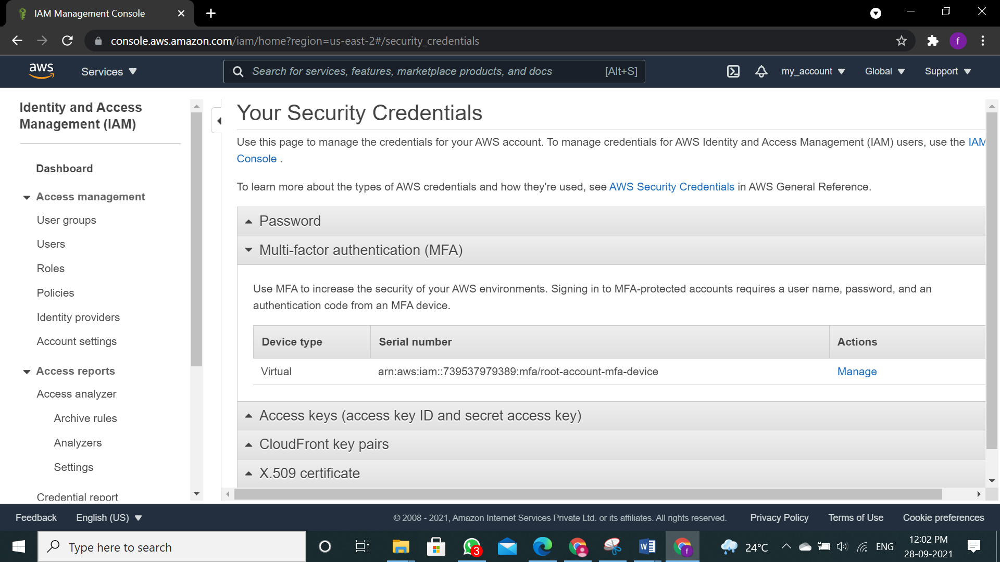 IAM Management Console
console.aws.amazon.com/iam/home?region=us-east-2#/security_credentials
f
aws
Services
Search for services, features, marketplace products, and docs
[Alt+S]
my_account
Global
Support
Identity and Access
Management (IAM)
Dashboard
Access management
User groups
Users
Roles
Policies
Identity providers
Account settings
Access reports
Access analyzer
Archive rules
Analyzers
Settings
Credential report
Your Security Credentials
Use this page to manage the credentials for your AWS account. To manage credentials for AWS Identity and Access Management (IAM) users, use the IAM
Console .
To learn more about the types of AWS credentials and how they're used, see AWS Security Credentials in AWS General Reference.
Password
Multi-factor authentication (MFA)
Use MFA to increase the security of your AWS environments. Signing in to MFA-protected accounts requires a user name, password, and an
authentication code from an MFA device.
Device type
Serial number
Actions
Virtual
arn:aws:iam::739537979389:mfa/root-account-mfa-device
Manage
Access keys (access key ID and secret access key)
CloudFront key pairs
X.509 certificate
Feedback
English (US)
© 2008 - 2021, Amazon Internet Services Private Ltd. or its affiliates. All rights reserved.
Privacy Policy
Terms of Use
Cookie preferences
Type here to search
3
W
f
24°C
ENG
12:02 PM
28-09-2021